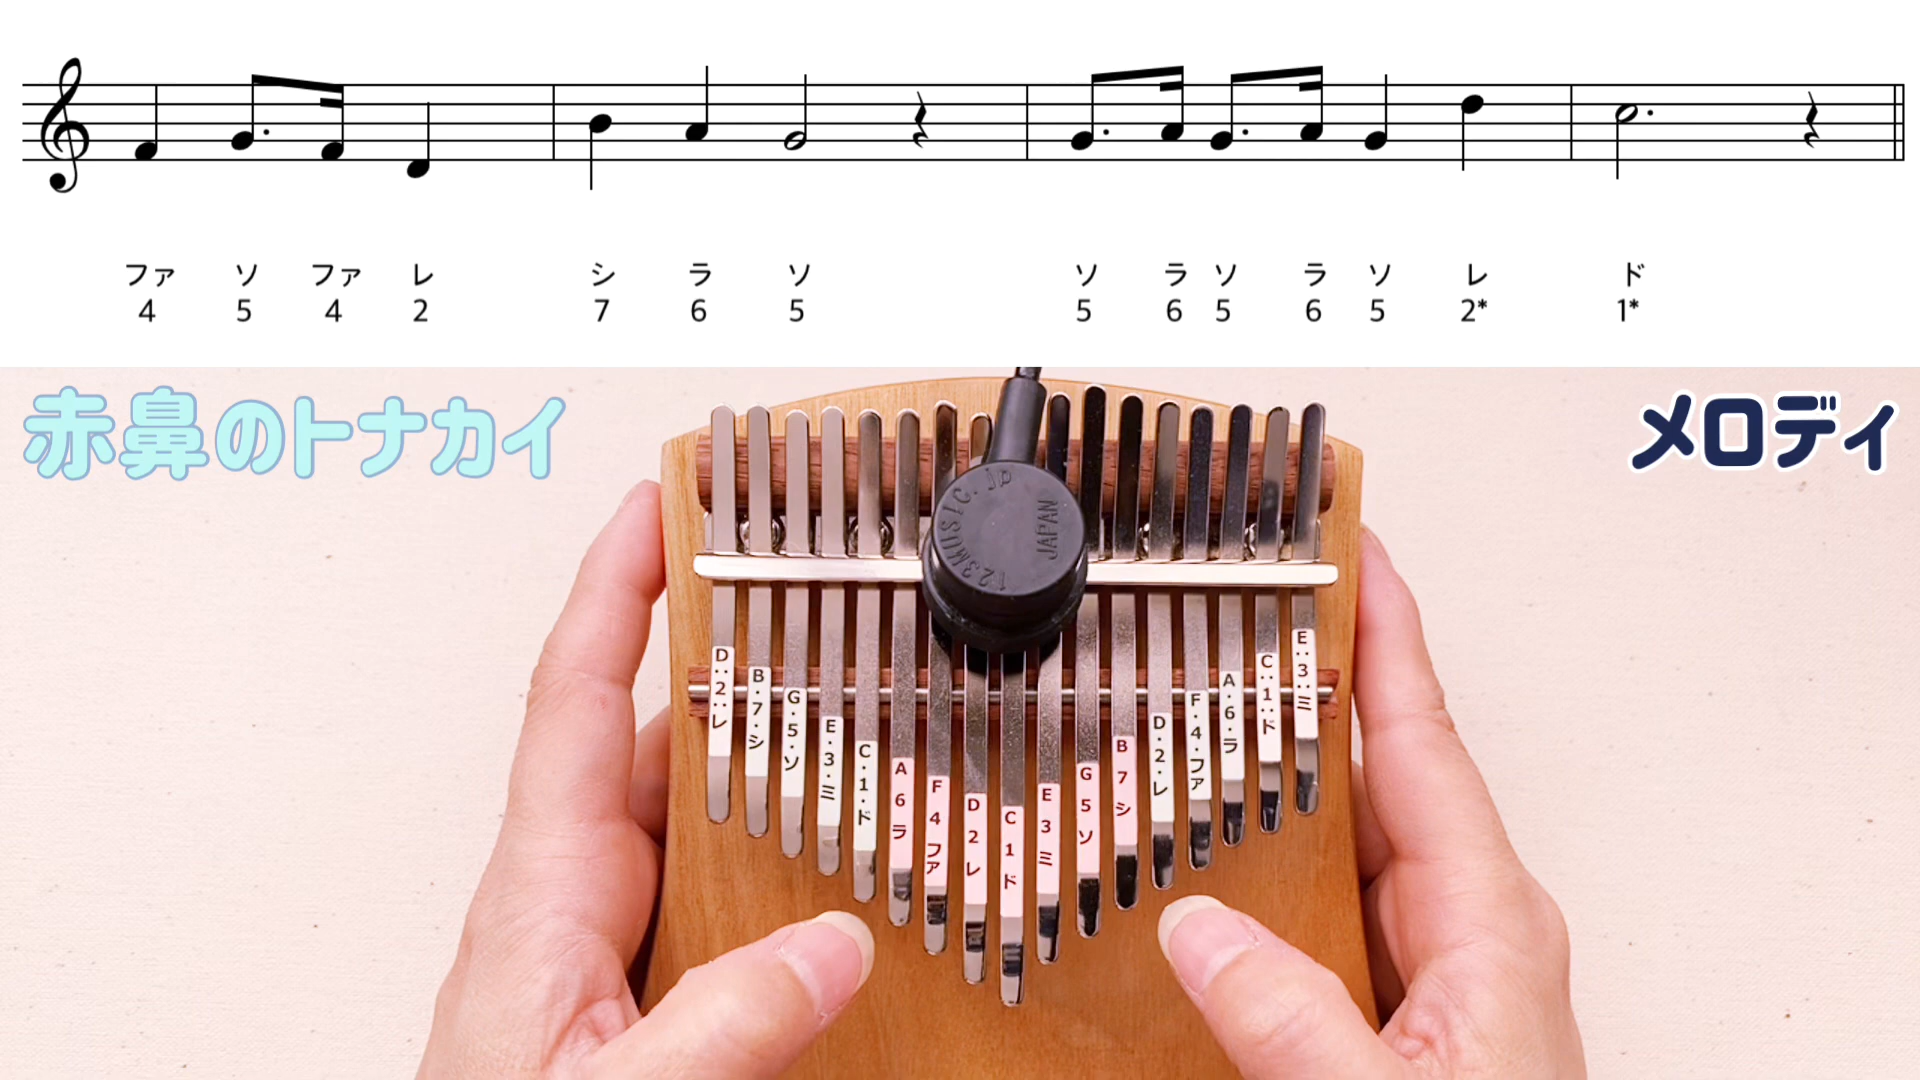 ファ ソ ファ レ シ ラ ソ ソ ラ ソ ラ ソ レ ド
4 5 4 2 7 6 5 5 6 5 6 5 2* 1*
赤鼻のトナカイ
メロディ
123MUSIC.jp
JAPAN
D:2:レ
B・7・シ
G・5・ソ
E・3・ミ
C・1・ド
A 6 ラ
F 4 ファ
D 2 レ
C 1 ド
E 3 ミ
G 5 ソ
B 7 シ
D・2・レ
F・4・ファ
A・6・ラ
C:1:ド
E:3:ミ